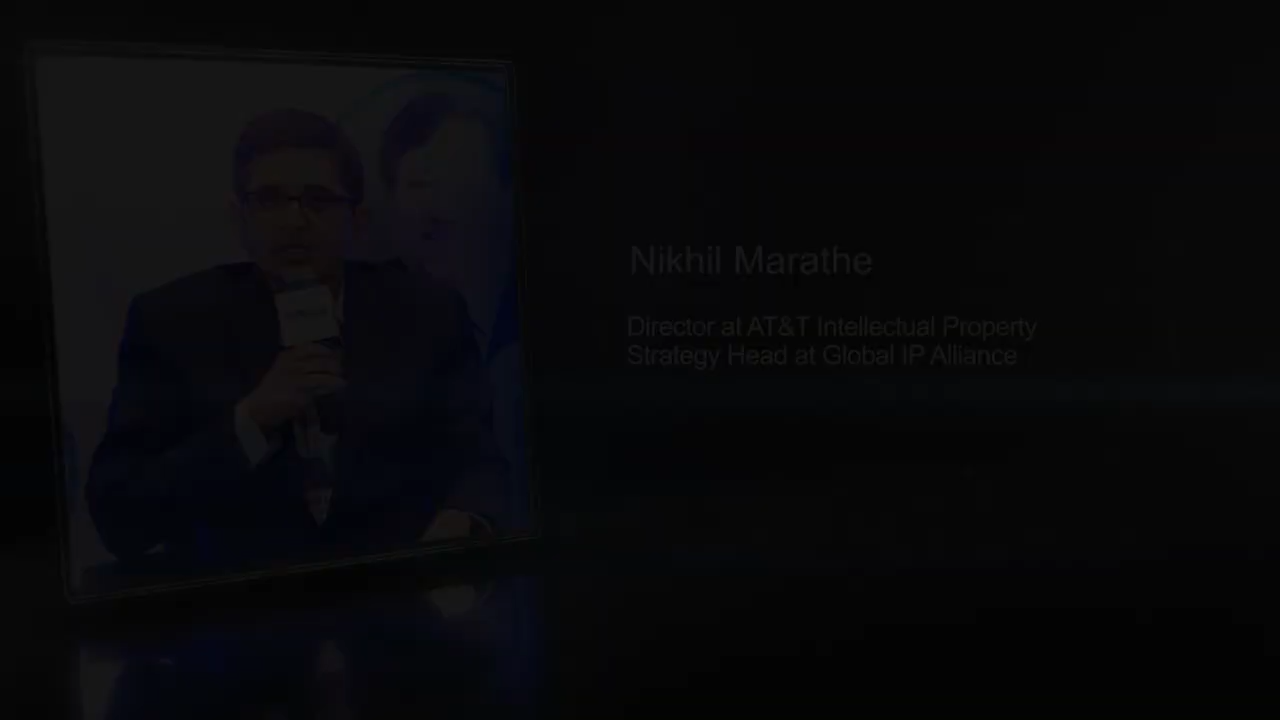 Nikhil Marathe
Director at AT&T Intellectual Property
Strategy Head at Global IP Alliance